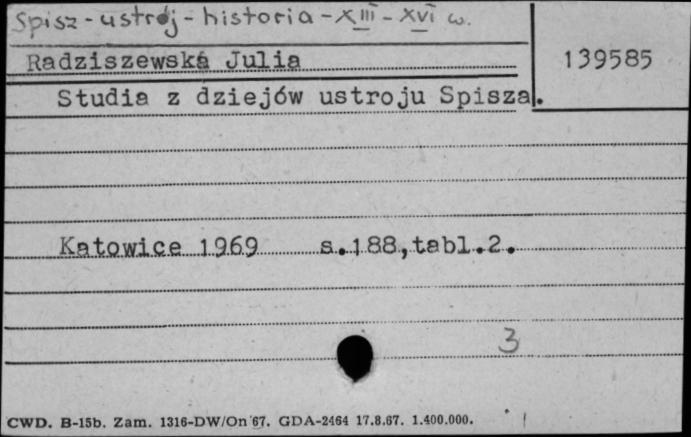 Spisz - ustrój - historia - XIII - XVI w.
Radziszewska Julia
139585
Studia z dziejów ustroju Spisza.
Katowice 1969 s.188,tabl.2.
3
CWD. B-15b. Zam. 1316-DW/On 67. GDA-2464 17.8.67. 1.400.000.